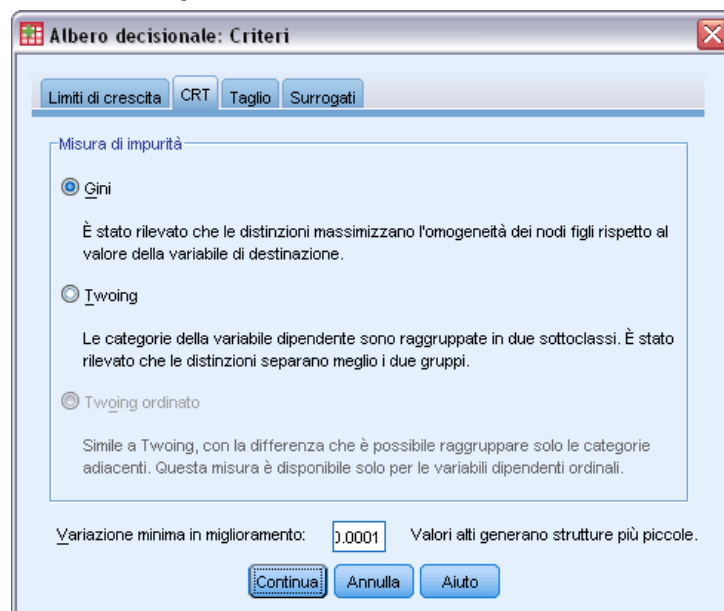 Albero decisionale: Criteri
Limiti di crescita CRT Taglio Surrogati
Misura di impurità
Gini
È stato rilevato che le distinzioni massimizzano l'omogeneità dei nodi figli rispetto al
valore della variabile di destinazione.
Twoing
Le categorie della variabile dipendente sono raggruppate in due sottoclassi. È stato
rilevato che le distinzioni separano meglio i due gruppi.
Twoing ordinato
Simile a Twoing, con la differenza che è possibile raggruppare solo le categorie
adiacenti. Questa misura è disponibile solo per le variabili dipendenti ordinali.
Variazione minima in miglioramento: 0.0001 Valori alti generano strutture più piccole.
Continua Annulla Aiuto